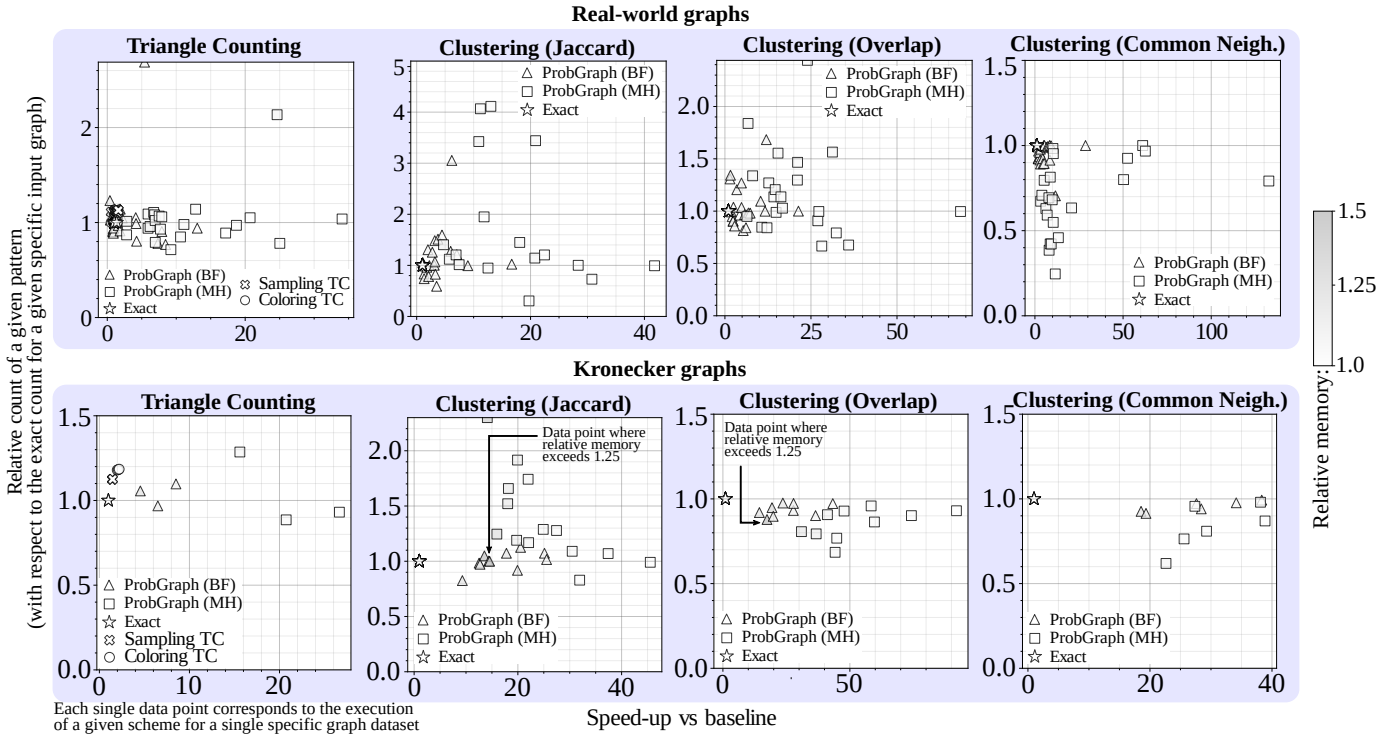 Real-world graphs
Triangle Counting
Clustering (Jaccard)
Clustering (Overlap)
Clustering (Common Neigh.)
Relative count of a given pattern
(with respect to the exact count for a given specific input graph)
2
1
0
0
10
20
30
ProbGraph (BF)
ProbGraph (MH)
Exact
Sampling TC
Coloring TC
5
4
3
2
1
0
0
20
40
ProbGraph (BF)
ProbGraph (MH)
Exact
2.0
1.5
1.0
0.5
0.0
0
25
50
ProbGraph (BF)
ProbGraph (MH)
Exact
1.5
1.0
0.5
0.0
0
50
100
ProbGraph (BF)
ProbGraph (MH)
Exact
1.5
1.25
1.0
Relative memory:
Kronecker graphs
Triangle Counting
Clustering (Jaccard)
Clustering (Overlap)
Clustering (Common Neigh.)
1.5
1.0
0.5
0.0
0
10
20
ProbGraph (BF)
ProbGraph (MH)
Exact
Sampling TC
Coloring TC
2.0
1.5
1.0
0.5
0.0
0
20
40
Data point where
relative memory
exceeds 1.25
ProbGraph (BF)
ProbGraph (MH)
Exact
1.5
1.0
0.5
0.0
0
50
Data point where
relative memory
exceeds 1.25
ProbGraph (BF)
ProbGraph (MH)
Exact
1.5
1.0
0.5
0.0
0
20
40
ProbGraph (BF)
ProbGraph (MH)
Exact
Each single data point corresponds to the execution
of a given scheme for a single specific graph dataset
Speed-up vs baseline